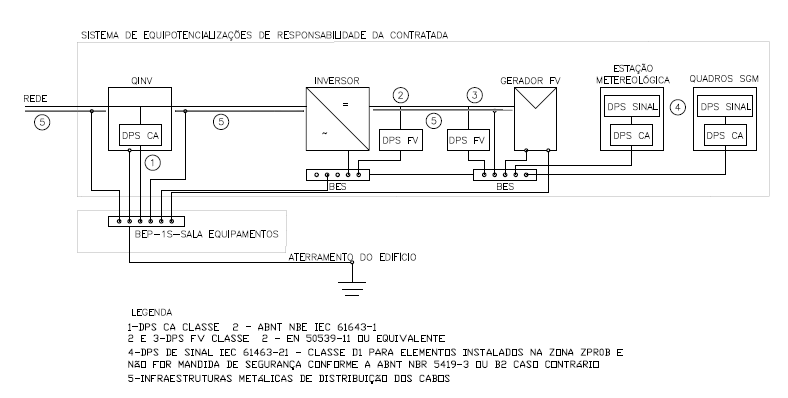 SISTEMA DE EQUIPOTENCIALIZAÇÕES DE RESPONSABILIDADE DA CONTRATADA
QINV
INVERSOR
GERADOR FV
ESTAÇÃO
METEREOLÓGICA
QUADROS SGM
REDE
2
3
=
~
DPS SINAL
4
DPS SINAL
5
5
5
DPS CA
DPS FV
DPS FV
DPS CA
DPS CA
1
BES
BES
BEP-1S-SALA EQUIPAMENTOS
ATERRAMENTO DO EDIFÍCIO
LEGENDA
1-DPS CA CLASSE 2 - ABNT NBE IEC 61643-1
2 E 3-DPS FV CLASSE 2 - EN 50539-11 OU EQUIVALENTE
4-DPS DE SINAL IEC 61463-21 - CLASSE D1 PARA ELEMENTOS INSTALADOS NA ZONA ZPR0B E
NÃO FOR MANDIDA DE SEGURANÇA CONFORME A ABNT NBR 5419-3 OU B2 CASO CONTRÁRIO
5-INFRAESTRUTURAS METÁLICAS DE DISTRIBUIÇÃO DOS CABOS